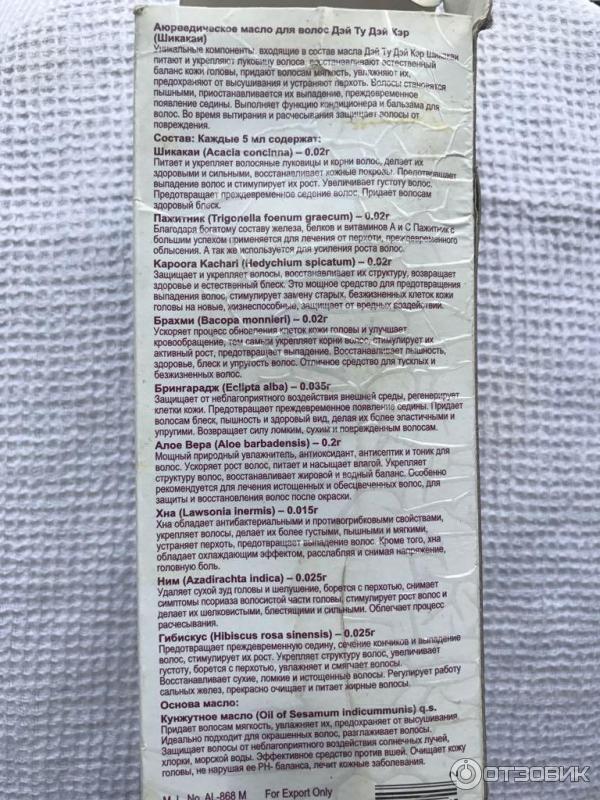 Аюрведическое масло для волос Дэй Ту Дэй Кэр
(Шикакаи)
Уникальные компоненты, входящие в состав масла Дэй Ту Дэй Кэр Шикакаи
питают и укрепляют луковицу волоса, восстанавливают естественный
баланс кожи головы, придают волосам мягкость, увлажняют их,
предохраняют от высушивания и устраняют перхоть. Волосы становятся
пышными, приостанавливается их выпадение, преждевременное
появление седины. Выполняет функцию кондиционера и бальзама для
волос. Во время вытирания и расчесывания защищает волосы от
повреждения.
Состав: Каждые 5 мл содержат:
Шикакаи (Acacia concinna) – 0.02г
Питает и укрепляет волосяные луковицы и корни волос, делает их
здоровыми и сильными, восстанавливает кожные покровы. Предотвращает
выпадение волос и стимулирует их рост. Увеличивает густоту волос.
Предотвращает преждевременное седение волос. Придает волосам
здоровый блеск.
Пажитник (Trigonella foenum graecum) – 0.02г
Благодаря богатому составу железа, белков и витаминов А и С Пажитник с
большим успехом применяется для лечения от перхоти, преждевременного
облысения. А так же используется для усиления роста волос.
Kapoora Kachari (Hedychium spicatum) – 0.02г
Защищает и укрепляет волосы, восстанавливает их структуру, возвращает
здоровье и естественный блеск. Это мощное средство для предотвращения
выпадения волос, стимулирует замену старых, безжизненных клеток кожи
головы на новые, жизнеспособные, защищает от вредных воздействий.
Брахми (Bacopa monnieri) – 0.02г
Ускоряет процесс обновления клеток кожи головы и улучшает
кровообращение, тем самым укрепляет корни волос, стимулирует их
активный рост, предотвращает выпадение. Восстанавливает пышность,
здоровье, блеск и упругость волос. Отличное средство для тусклых и
безжизненных волос.
Брингарадж (Eclipta alba) – 0.035г
Защищает от неблагоприятного воздействия внешней среды, регенерирует
клетки кожи. Предотвращает преждевременное появление седины. Придает
волосам блеск, пышность и здоровый вид, делая их более эластичными и
упругими. Возвращает силу ломким, сухим и поврежденным волосам.
Алое Вера (Aloe barbadensis) – 0.2г
Мощный природный увлажнитель, антиоксидант, антисептик и тоник для
волос. Ускоряет рост волос, питает и насыщает влагой. Укрепляет
структуру волос, восстанавливает жировой и водный баланс. Особенно
рекомендуется для лечения истощенных и обесцвеченных волос, для
защиты и восстановления волос после окраски.
Хна (Lawsonia inermis) – 0.015г
Хна обладает антибактериальными и противогрибковыми свойствами,
укрепляет волосы, делает их более густыми, пышными и мягкими,
устраняет перхоть, предотвращает выпадение волос. Кроме того, хна
обладает охлаждающим эффектом, расслабляя и снимая напряжение,
головную боль.
Ним (Azadirachta indica) – 0.025г
Удаляет сухой зуд головы и шелушение, борется с перхотью, снимает
симптомы псориаза волосистой части головы, стимулирует рост волос и
делает их шелковистыми, блестящими и сильными. Облегчает процесс
расчесывания.
Гибискус (Hibiscus rosa sinensis) – 0.025г
Предотвращает преждевременную седину, сечение кончиков и выпадение
волос, стимулирует их рост. Укрепляет структуру волос, увеличивает
густоту, борется с перхотью, увлажняет и смягчает волосы.
Восстанавливает сухие, ломкие и истощенные волосы. Регулирует работу
сальных желез, прекрасно очищает и питает жирные волосы.
Основа масло:
Кунжутное масло (Oil of Sesamum indicummunis) q.s.
Придает волосам мягкость, увлажняет их, предохраняет от высушивания.
Идеально подходит для окрашенных волос, разглаживает волосы.
Защищает волосы от неблагоприятного воздействия солнечных лучей,
хлорки, морской воды. Эффективное средство против вшей. Очищает кожу
головы, не нарушая ее PH- баланса, лечит сухую кожу головы.
M.L. No. AL-868 M For Export Only
ОТЗОВИК